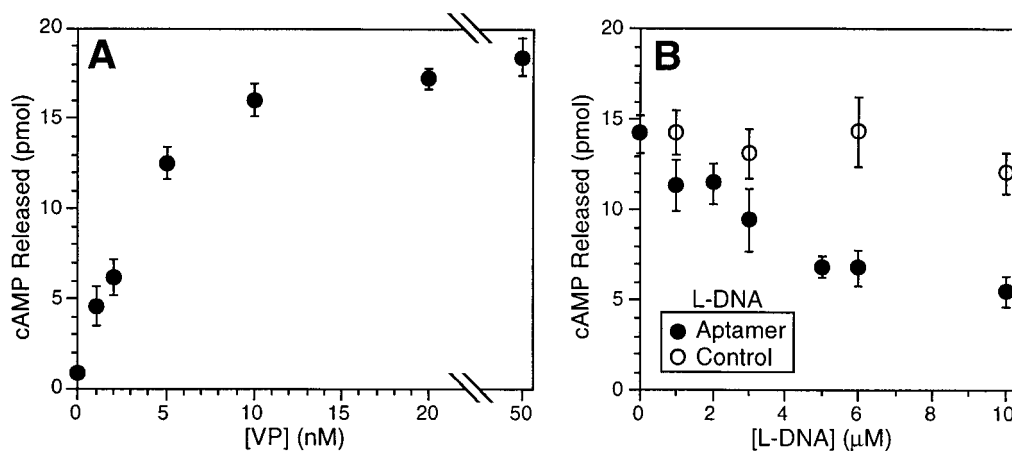 A
cAMP Released (pmol)
20
15
10
5
0
0 5 10 15 20 50
[VP] (nM)
B
cAMP Released (pmol)
20
15
10
5
0
L-DNA
Aptamer
Control
0 2 4 6 8 10
[L-DNA] (μM)